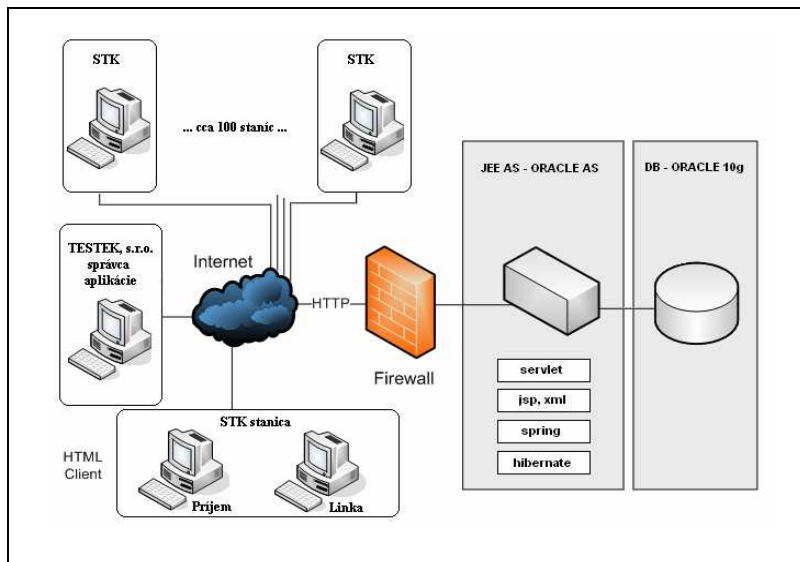 STK
... cca 100 staníc ...
STK
JEE AS - ORACLE AS
DB - ORACLE 10g
TESTEK, s.r.o.
správca
aplikácie
Internet
HTTP
Firewall
servlet
jsp, xml
spring
hibernate
STK stanica
HTML
Client
Príjem
Linka